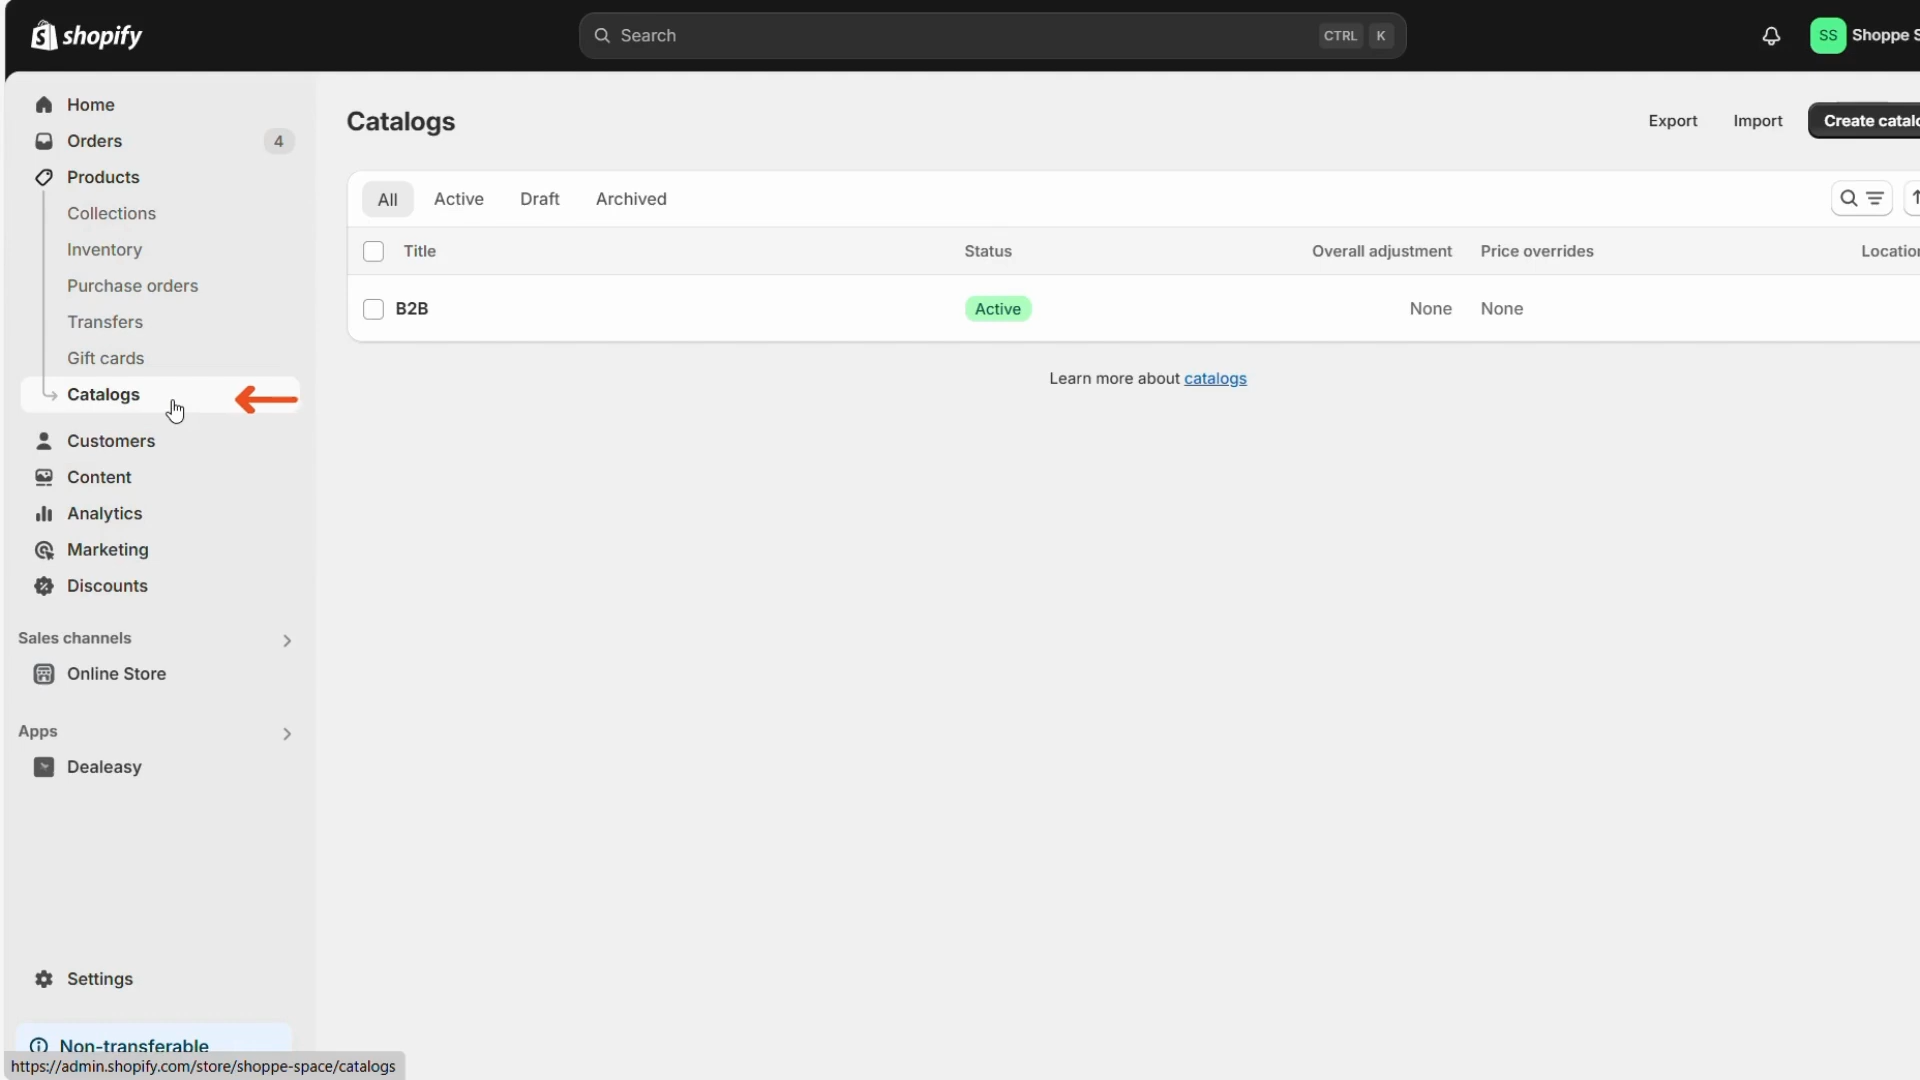 shopify
Search
CTRL K
SS
Shoppe S
Home
Orders
4
Products
Collections
Inventory
Purchase orders
Transfers
Gift cards
Catalogs
Customers
Content
Analytics
Marketing
Discounts
Sales channels
Online Store
Apps
Dealeasy
Settings
Non-transferable
https://admin.shopify.com/store/shoppe-space/catalogs
Catalogs
Export
Import
Create catalo
All
Active
Draft
Archived
Title
Status
Overall adjustment
Price overrides
Location
B2B
Active
None
None
Learn more about catalogs